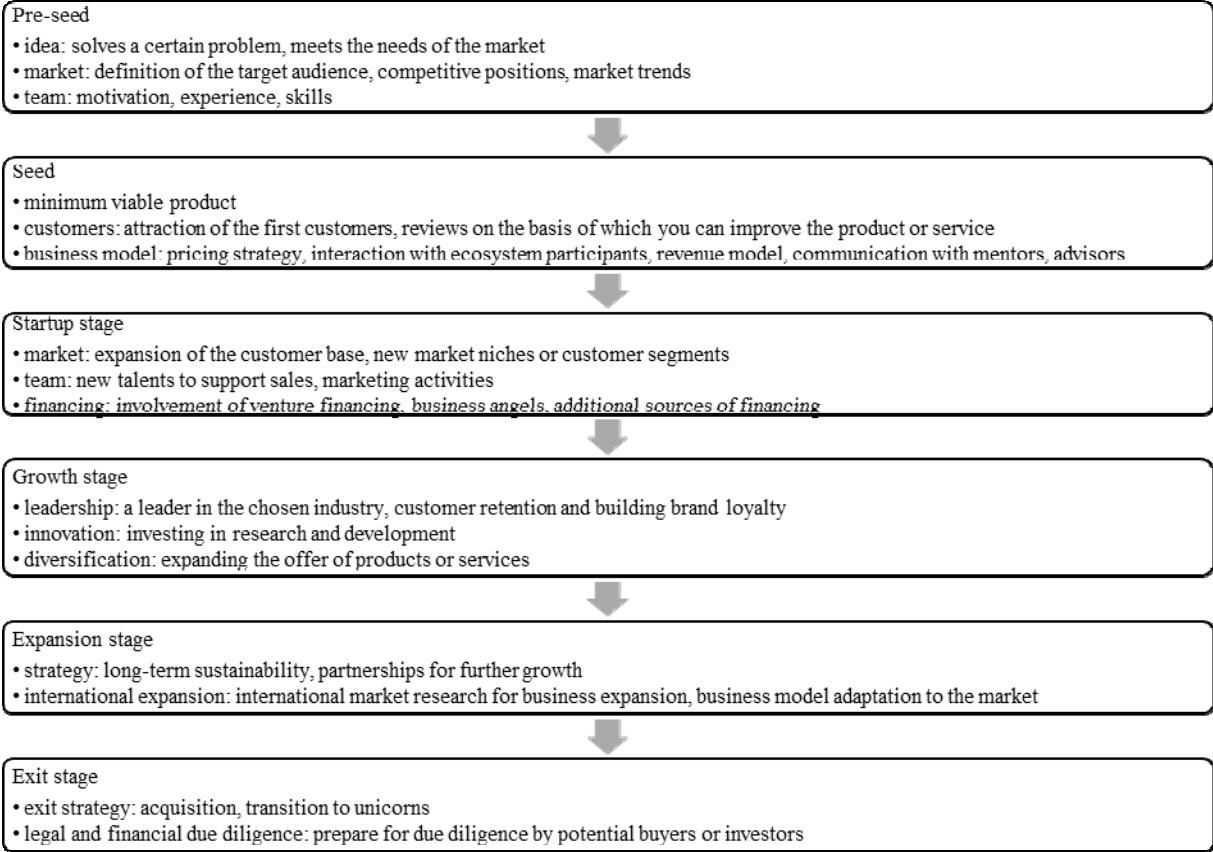 Pre-seed
• idea: solves a certain problem, meets the needs of the market
• market: definition of the target audience, competitive positions, market trends
• team: motivation, experience, skills
Seed
• minimum viable product
• customers: attraction of the first customers, reviews on the basis of which you can improve the product or service
• business model: pricing strategy, interaction with ecosystem participants, revenue model, communication with mentors, advisors
Startup stage
• market: expansion of the customer base, new market niches or customer segments
• team: new talents to support sales, marketing activities
• financing: involvement of venture financing, business angels, additional sources of financing
Growth stage
• leadership: a leader in the chosen industry, customer retention and building brand loyalty
• innovation: investing in research and development
• diversification: expanding the offer of products or services
Expansion stage
• strategy: long-term sustainability, partnerships for further growth
• international expansion: international market research for business expansion, business model adaptation to the market
Exit stage
• exit strategy: acquisition, transition to unicorns
• legal and financial due diligence: prepare for due diligence by potential buyers or investors